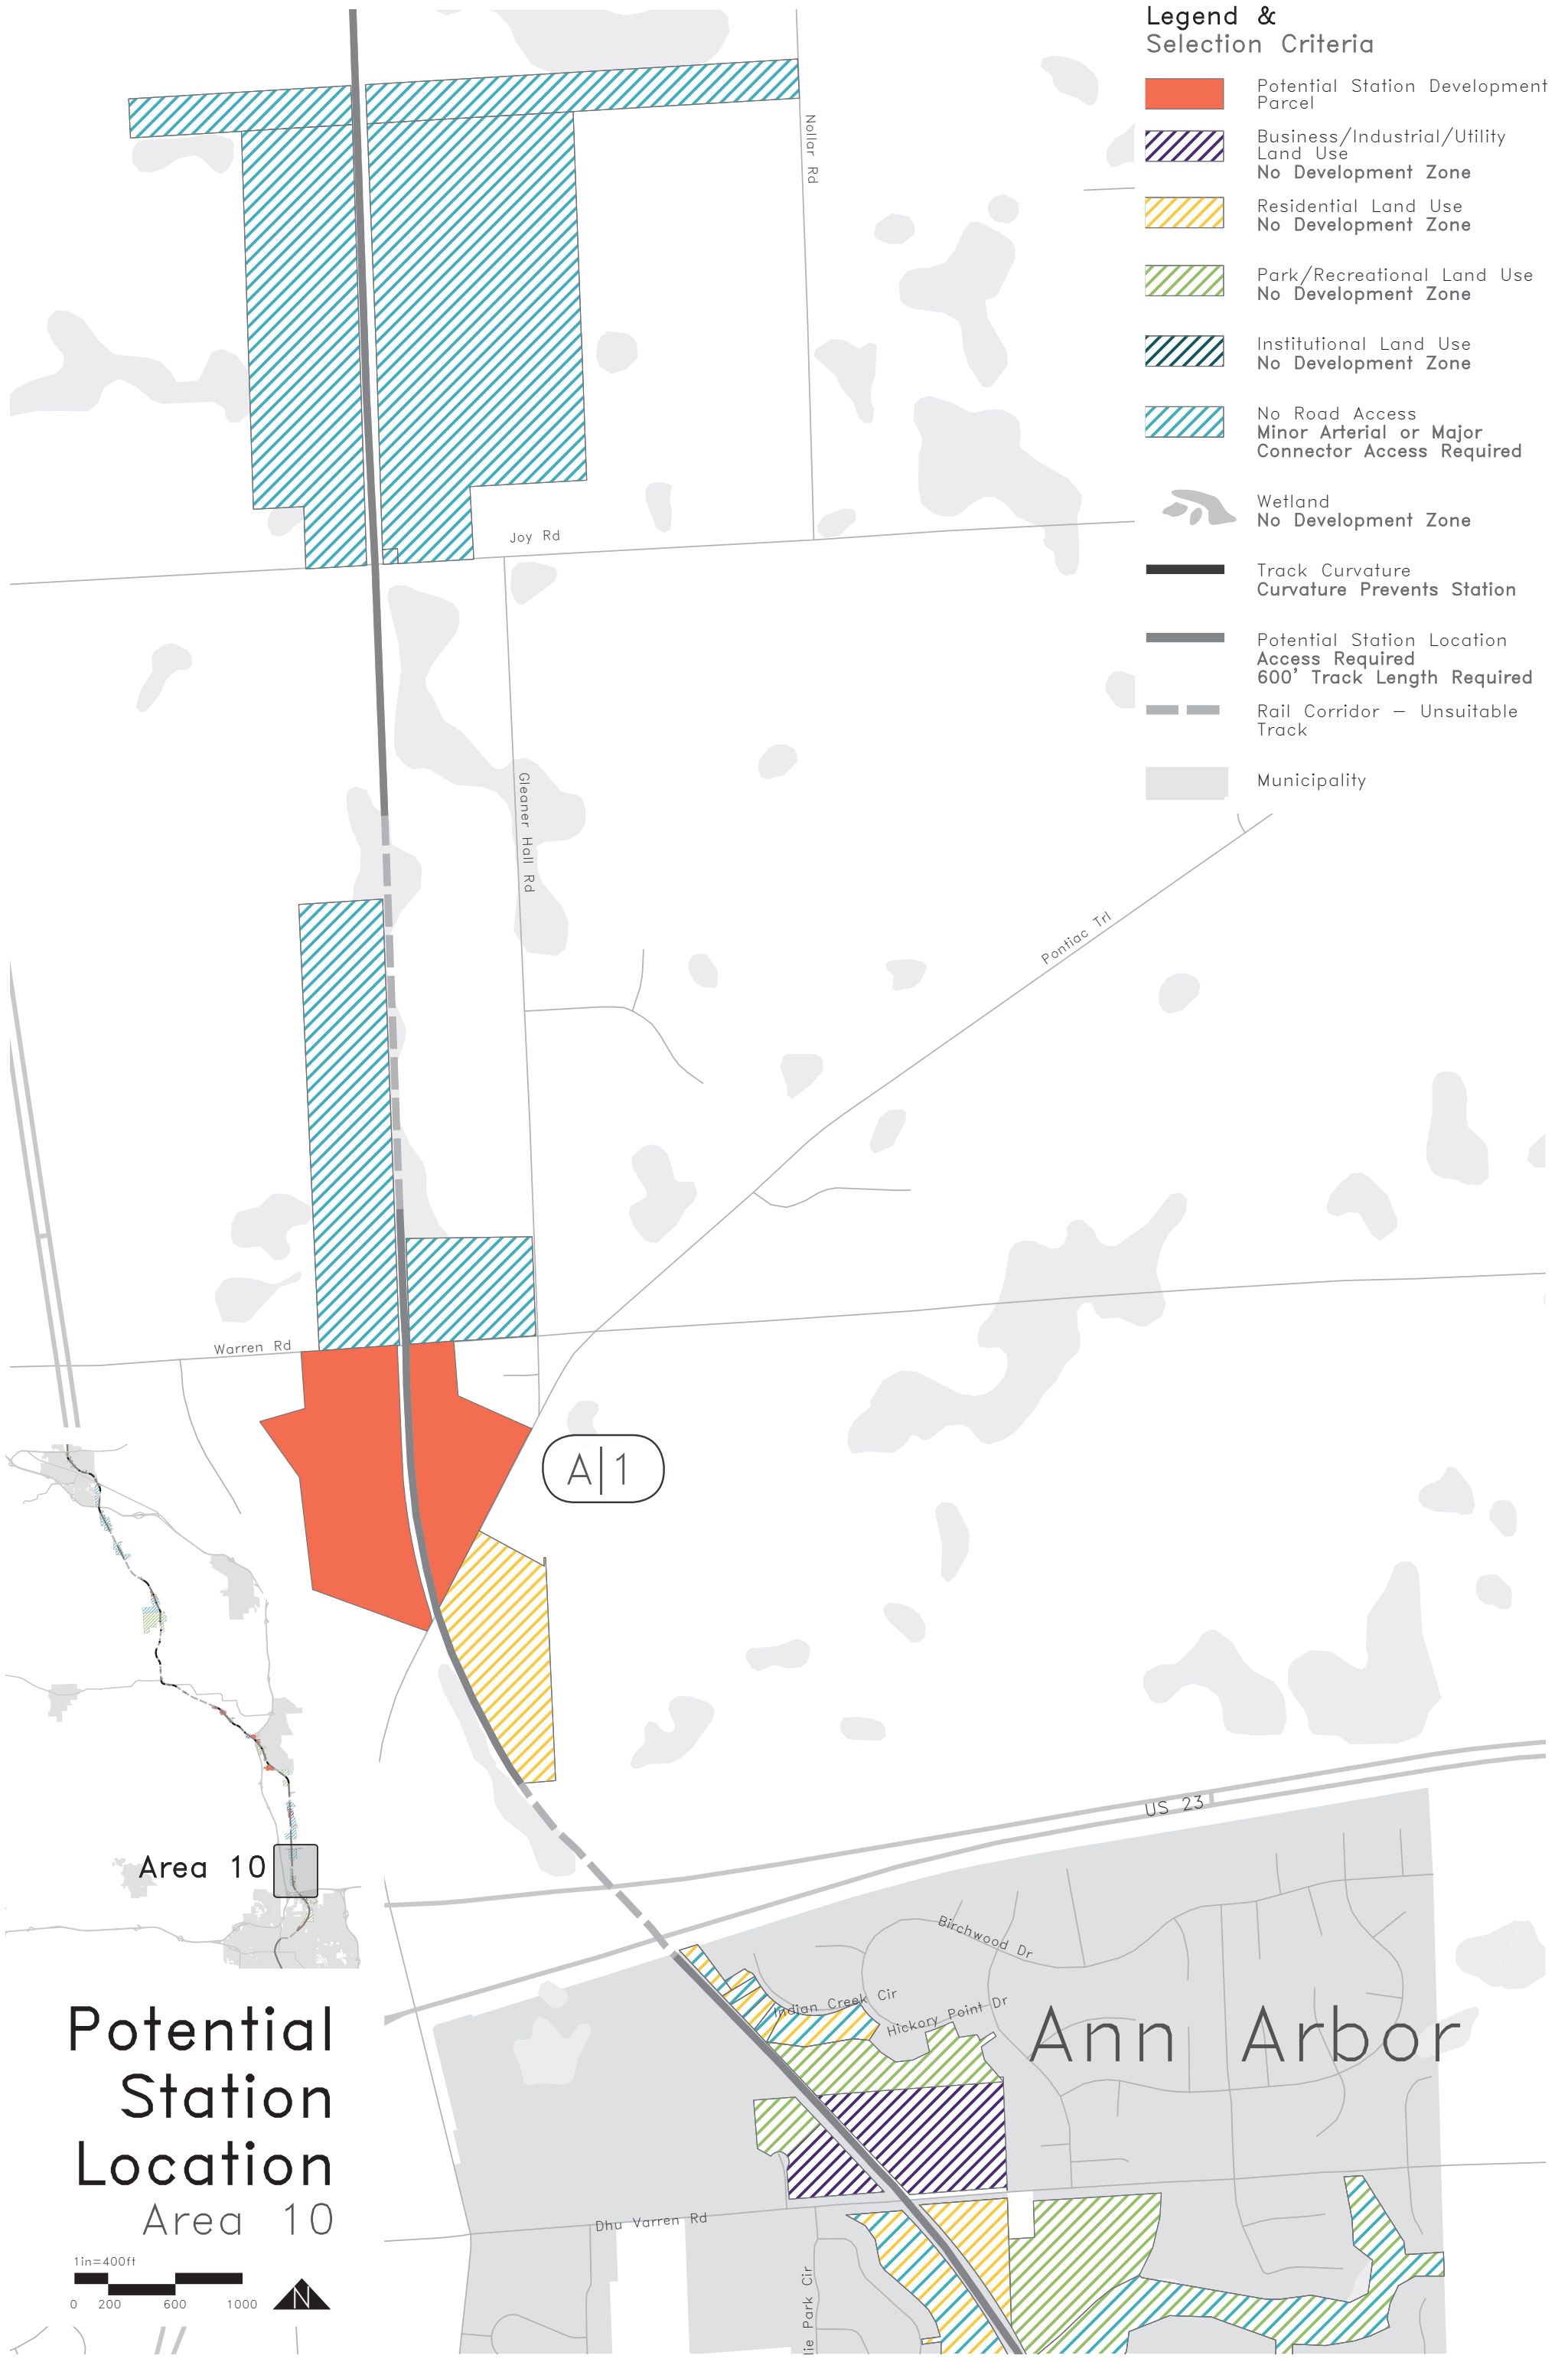 Legend &
Selection Criteria
Potential Station Development
Parcel
Business/Industrial/Utility
Land Use
No Development Zone
Residential Land Use
No Development Zone
Park/Recreational Land Use
No Development Zone
Institutional Land Use
No Development Zone
No Road Access
Minor Arterial or Major
Connector Access Required
Wetland
No Development Zone
Track Curvature
Curvature Prevents Station
Potential Station Location
Access Required
600' Track Length Required
Rail Corridor – Unsuitable
Track
Municipality
Nollar Rd
Joy Rd
Gleaner Hall Rd
Pontiac Trl
Warren Rd
A|1
US 23
Area 10
Birchwood Dr
Indian Creek Cir
Hickory Point Dr
Ann Arbor
Dhu Varren Rd
lie Park Cir
Potential
Station
Location
Area 10
1in=400ft
0 200 600 1000
N